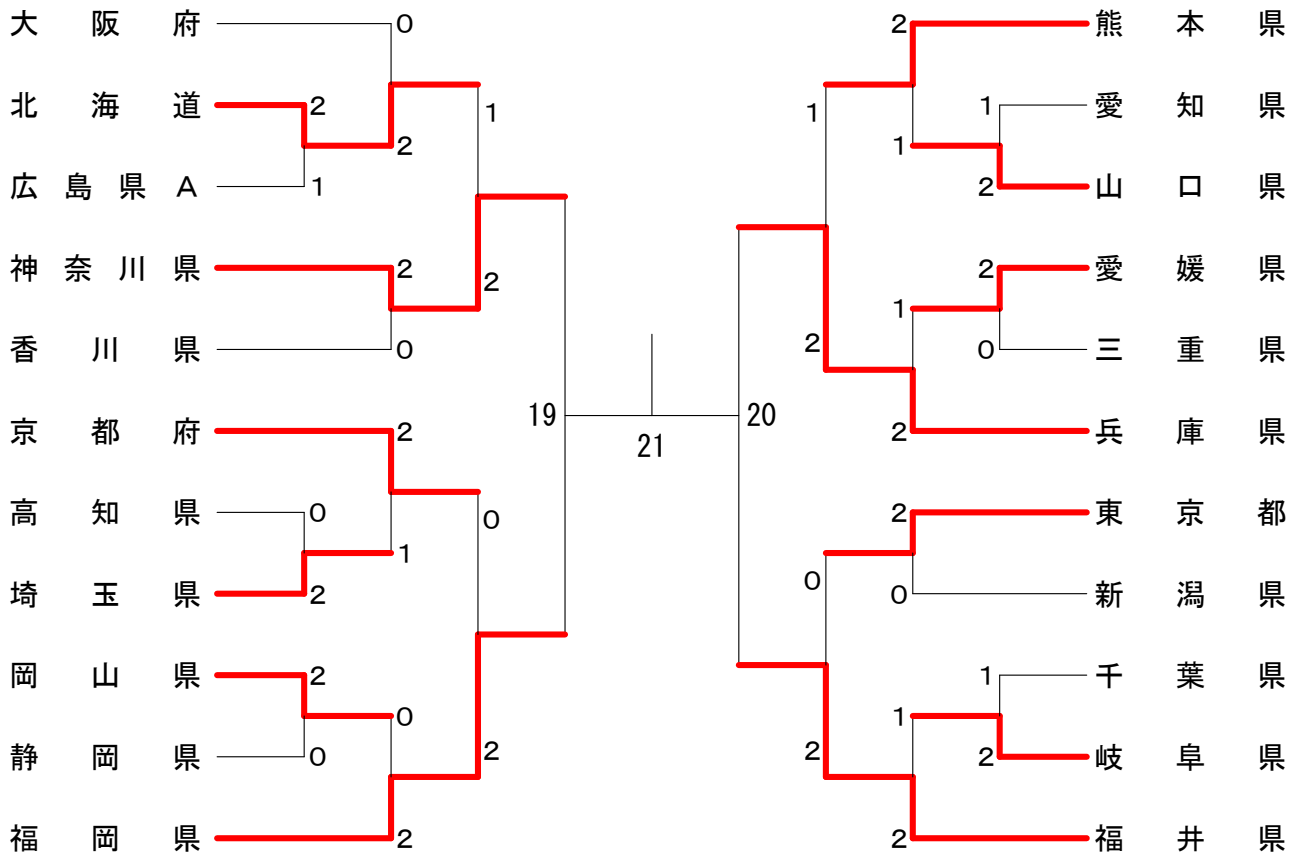 大阪府 0 2 熊本県
北海道 2 1 1 1 愛知県
2 1
広島県A 1 2 山口県
神奈川県 2 2 2 愛媛県
1
香川県 0 2 0 三重県
19 20
京都府 2 21 2 兵庫県
高知県 0 0 2 東京都
1 0
埼玉県 2 0 新潟県
岡山県 2 1 千葉県
0 1
静岡県 0 2 2 2 岐阜県
福岡県 2 2 福井県